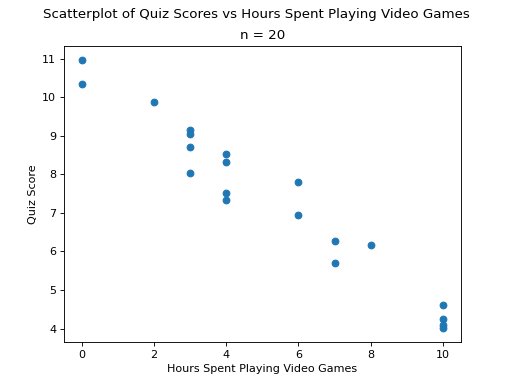 Scatterplot of Quiz Scores vs Hours Spent Playing Video Games
n = 20
11
10
9
8
7
6
5
4
Quiz Score
0 2 4 6 8 10
Hours Spent Playing Video Games